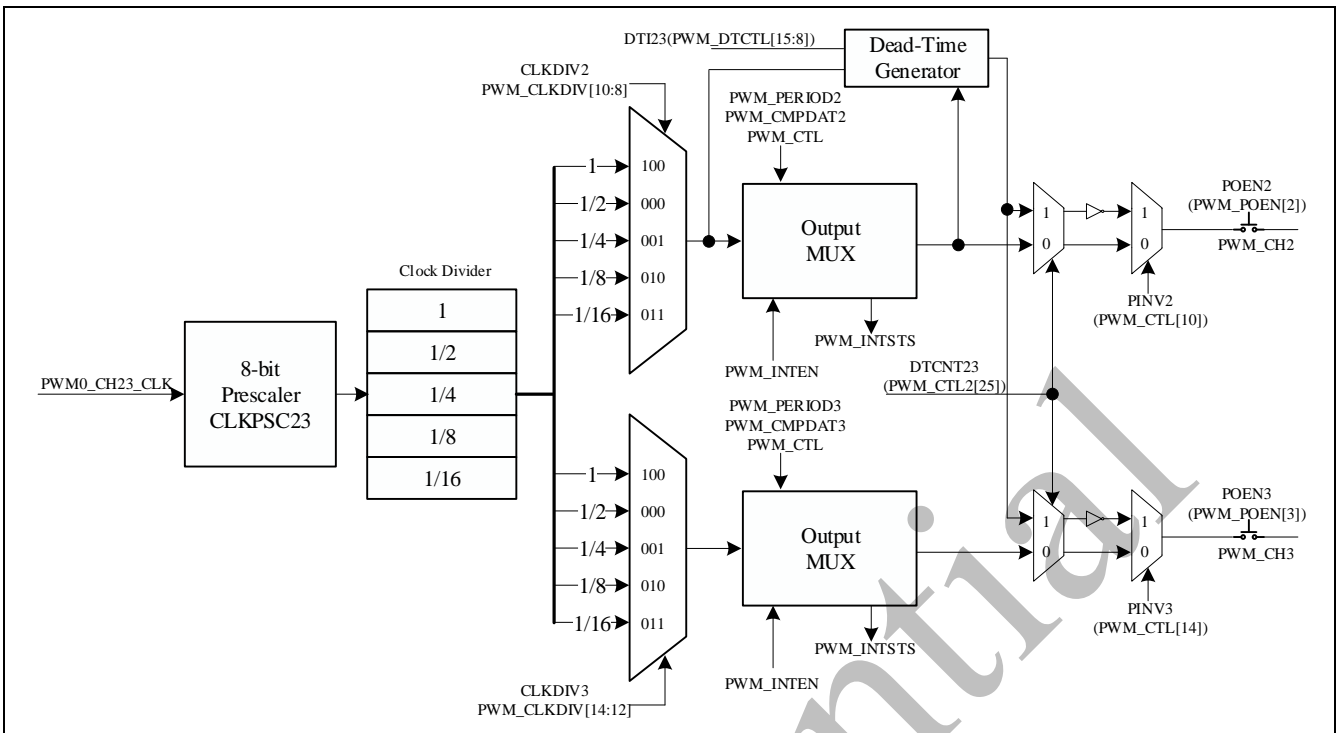 DTI23(PWM_DTCTL[15:8])
Dead-Time
Generator
CLKDIV2
PWM_CLKDIV[10:8]
PWM_PERIOD2
PWM_CMPDAT2
PWM_CTL
1
100
1/2
000
1/4
001
1/8
010
1/16
011
Output
MUX
1
0
1
0
POEN2
(PWM_POEN[2])
PWM_CH2
PINV2
(PWM_CTL[10])
PWM_INTSTS
PWM_INTEN
Clock Divider
1
1/2
1/4
1/8
1/16
PWM0_CH23_CLK
8-bit
Prescaler
CLKPSC23
DTCNT23
(PWM_CTL2[25])
PWM_PERIOD3
PWM_CMPDAT3
PWM_CTL
1
100
1/2
000
1/4
001
1/8
010
1/16
011
Output
MUX
1
0
1
0
POEN3
(PWM_POEN[3])
PWM_CH3
PINV3
(PWM_CTL[14])
PWM_INTSTS
PWM_INTEN
CLKDIV3
PWM_CLKDIV[14:12]
ntial